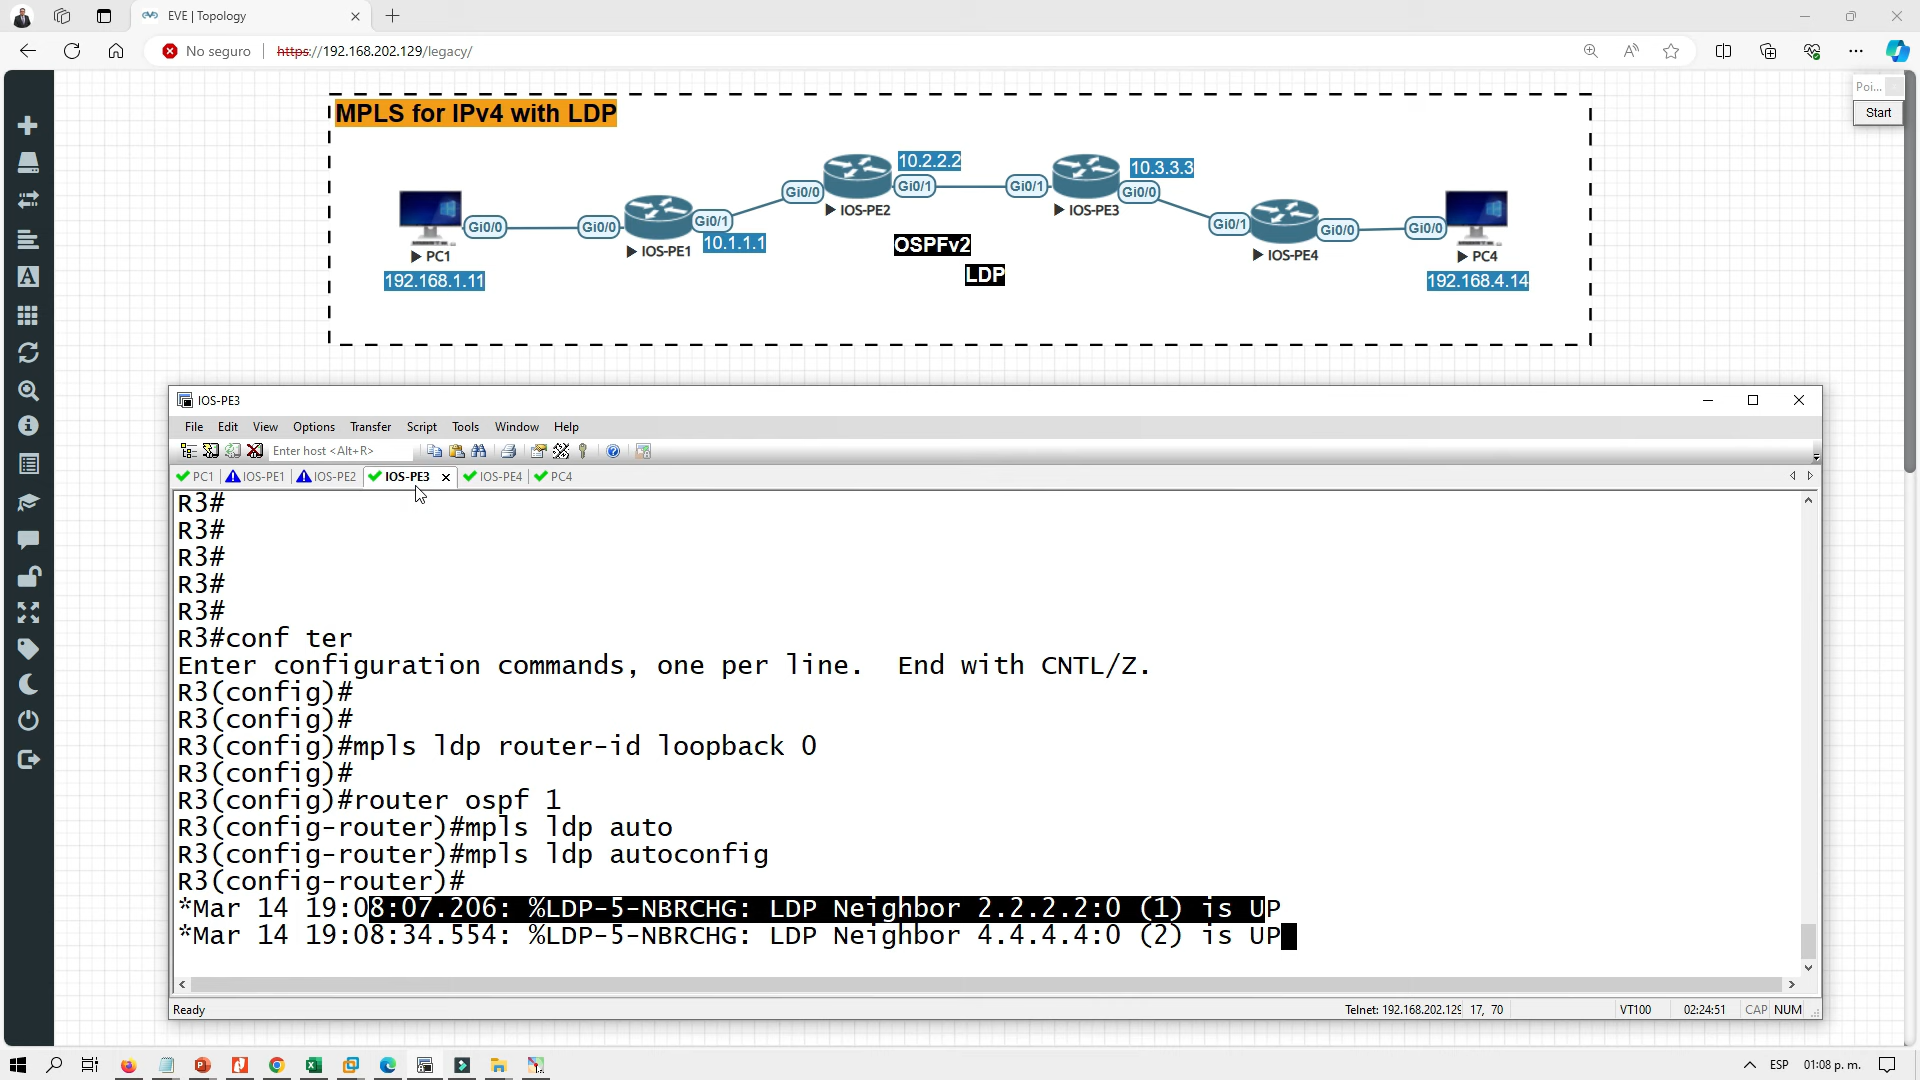 EVE | Topology
No seguro
https://192.168.202.129/legacy/
Poi...
Start
MPLS for IPv4 with LDP
10.2.2.2
10.3.3.3
Gi0/0
Gi0/1
Gi0/1
Gi0/0
IOS-PE2
IOS-PE3
Gi0/0
Gi0/0
Gi0/1
Gi0/1
Gi0/0
Gi0/0
10.1.1.1
OSPFv2
PC1
IOS-PE1
IOS-PE4
PC4
LDP
192.168.1.11
192.168.4.14
IOS-PE3
File Edit View Options Transfer Script Tools Window Help
Enter host <Alt+R>
PC1 IOS-PE1 IOS-PE2 IOS-PE3 IOS-PE4 PC4
R3#
R3#
R3#
R3#
R3#
R3#conf ter
Enter configuration commands, one per line.  End with CNTL/Z.
R3(config)#
R3(config)#
R3(config)#mpls ldp router-id loopback 0
R3(config)#
R3(config)#router ospf 1
R3(config-router)#mpls ldp auto
R3(config-router)#mpls ldp autoconfig
R3(config-router)#
*Mar 14 19:08:07.206: %LDP-5-NBRCHG: LDP Neighbor 2.2.2.2:0 (1) is UP
*Mar 14 19:08:34.554: %LDP-5-NBRCHG: LDP Neighbor 4.4.4.4:0 (2) is UP
Ready
Telnet: 192.168.202.129 17, 70 VT100 02:24:51 CAP NUM
ESP 01:08 p. m.